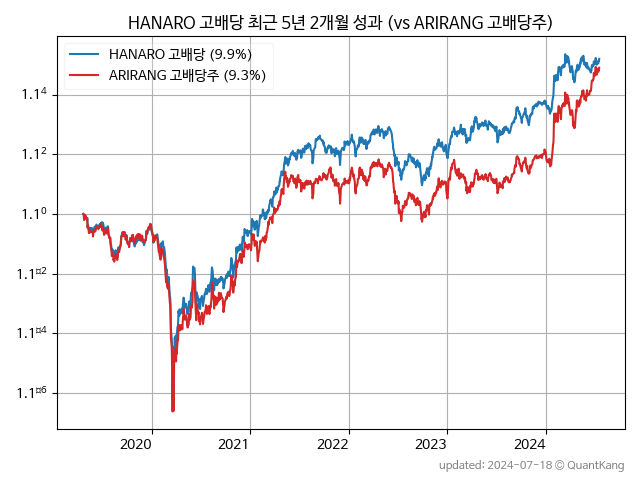 HANARO 고배당 최근 5년 2개월 성과 (vs ARIRANG 고배당주)
HANARO 고배당 (9.9%)
ARIRANG 고배당주 (9.3%)
1.1⁴
1.1²
1.1⁰
1.1¤²
1.1¤⁴
1.1¤⁶
2020 2021 2022 2023 2024
updated: 2024-07-18 © QuantKang